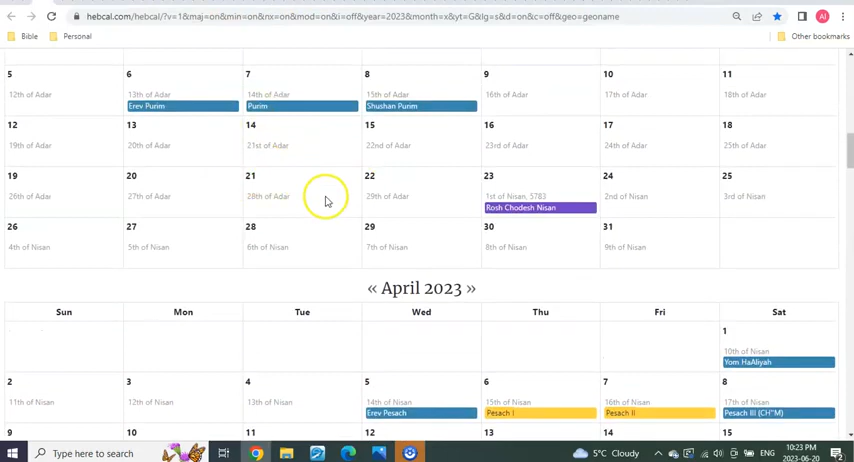 hebcal.com/hebcal/?v=1&maj=on&min=on&nx=on&mod=on&i=off&year=2023&month=x&yt=G&lg=s&d=on&c=off&geo=geoname
AI
Bible Personal Other bookmarks
5 6 7 8 9 10 11
12th of Adar 13th of Adar 14th of Adar 15th of Adar 16th of Adar 17th of Adar 18th of Adar
Erev Purim Purim Shushan Purim
12 13 14 15 16 17 18
19th of Adar 20th of Adar 21st of Adar 22nd of Adar 23rd of Adar 24th of Adar 25th of Adar
19 20 21 22 23 24 25
26th of Adar 27th of Adar 28th of Adar 29th of Adar 1st of Nisan, 5783 2nd of Nisan 3rd of Nisan
Rosh Chodesh Nisan
26 27 28 29 30 31
4th of Nisan 5th of Nisan 6th of Nisan 7th of Nisan 8th of Nisan 9th of Nisan
« April 2023 »
Sun Mon Tue Wed Thu Fri Sat
1
10th of Nisan
Yom HaAliyah
2 3 4 5 6 7 8
11th of Nisan 12th of Nisan 13th of Nisan 14th of Nisan 15th of Nisan 16th of Nisan 17th of Nisan
Erev Pesach Pesach I Pesach II Pesach III (CH"M)
9 10 11 12 13 14 15
Type here to search 5°C Cloudy ENG 10:23 PM
2023-06-20 2